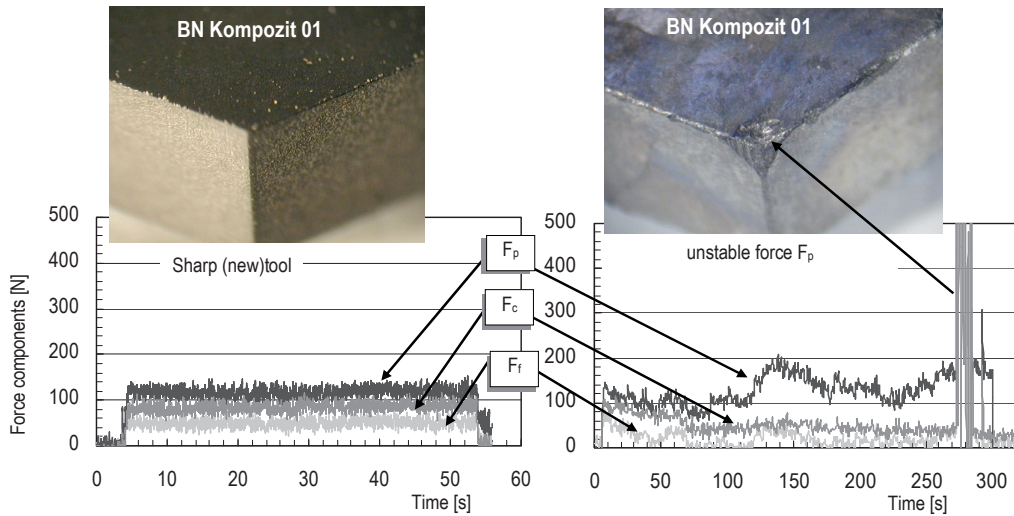 BN Kompozit 01
BN Kompozit 01
500
400
300
200
100
0
Force components [N]
Sharp (new)tool
0 10 20 30 40 50 60
Time [s]
Fp
Fc
Ff
unstable force Fp
500
400
300
200
100
0
0 50 100 150 200 250 300
Time [s]